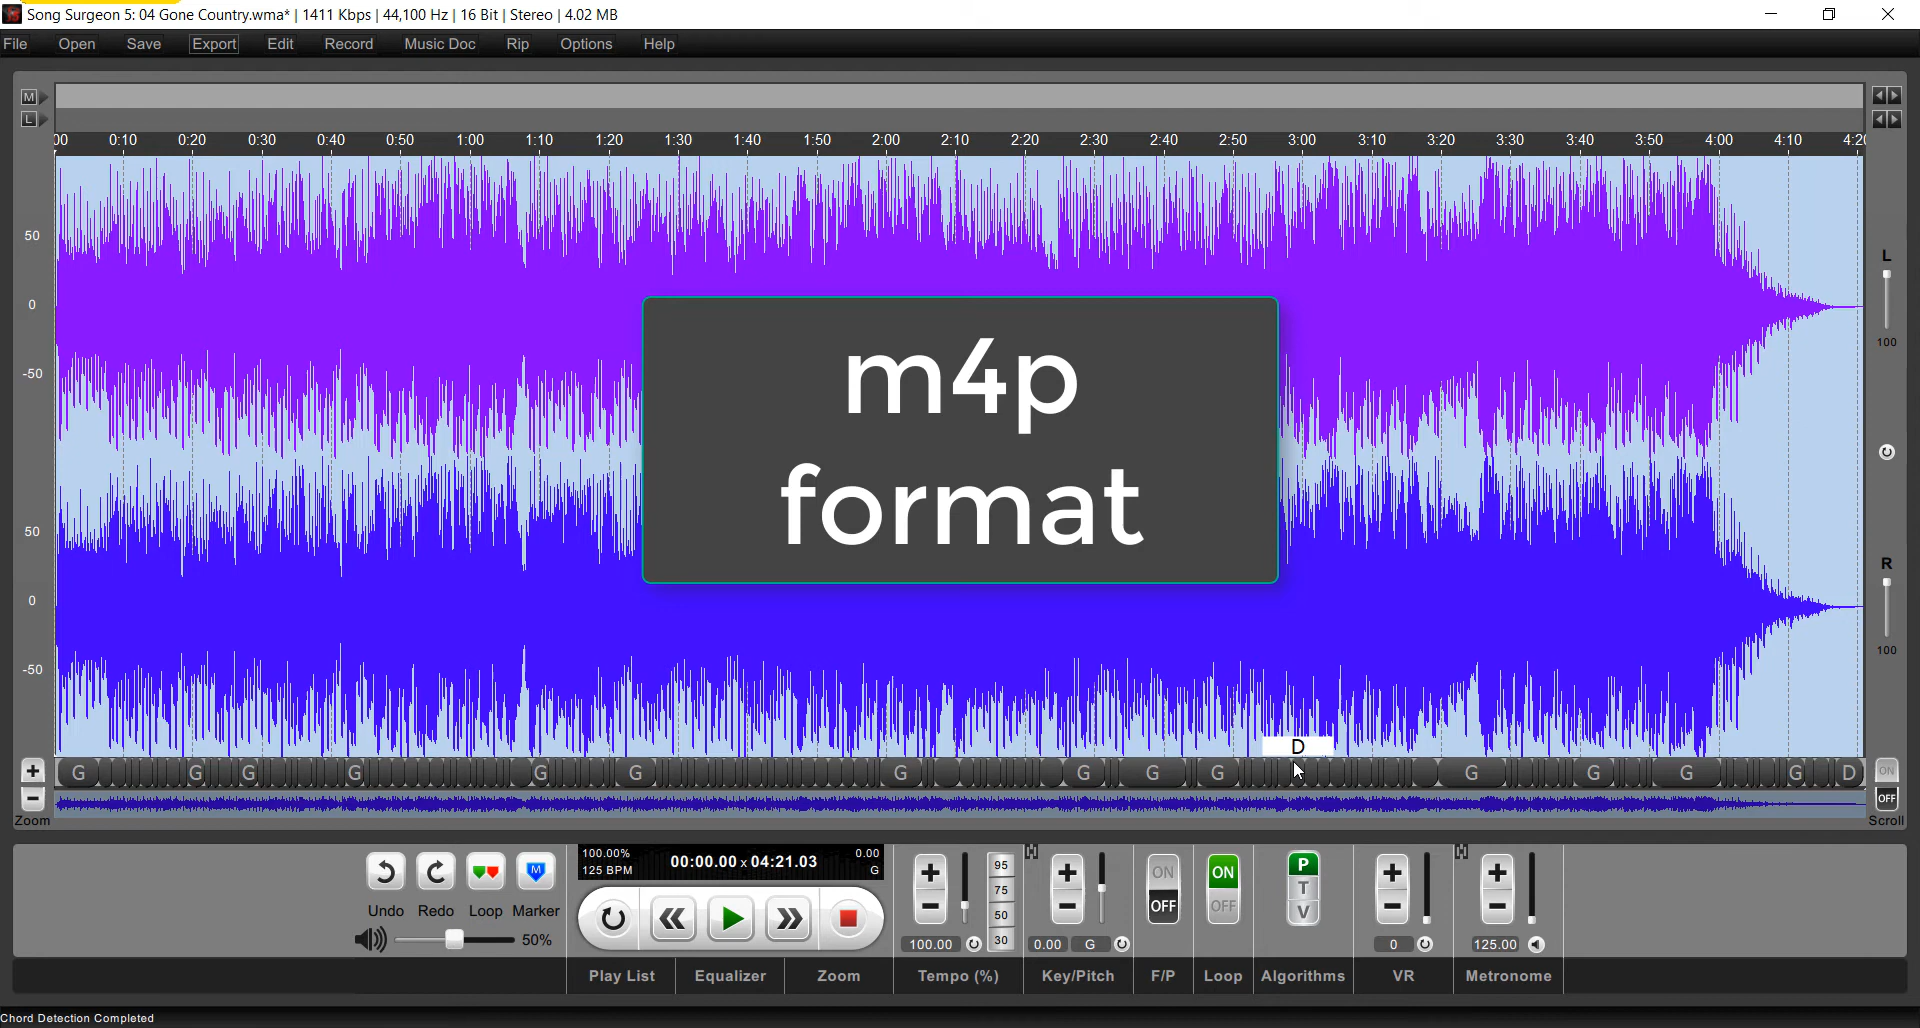 Song Surgeon 5: 04 Gone Country.wma* | 1411 Kbps | 44,100 Hz | 16 Bit | Stereo | 4.02 MB
File Open Save Export Edit Record Music Doc Rip Options Help
M
L
00 0:10 0:20 0:30 0:40 0:50 1:00 1:10 1:20 1:30 1:40 1:50 2:00 2:10 2:20 2:30 2:40 2:50 3:00 3:10 3:20 3:30 3:40 3:50 4:00 4:10 4:20
50
0
-50
50
0
-50
m4p
format
L
100
R
100
D
G G G G G G G G G G G G G G D
ON
OFF
Zoom
Scroll
Undo Redo Loop Marker
M
50%
100.00%
125 BPM
00:00.00 x 04:21.03
0.00
G
95
75
50
30
100.00
0.00 G
ON
OFF
ON
OFF
P
T
V
0
125.00
Play List Equalizer Zoom Tempo (%) Key/Pitch F/P Loop Algorithms VR Metronome
Chord Detection Completed